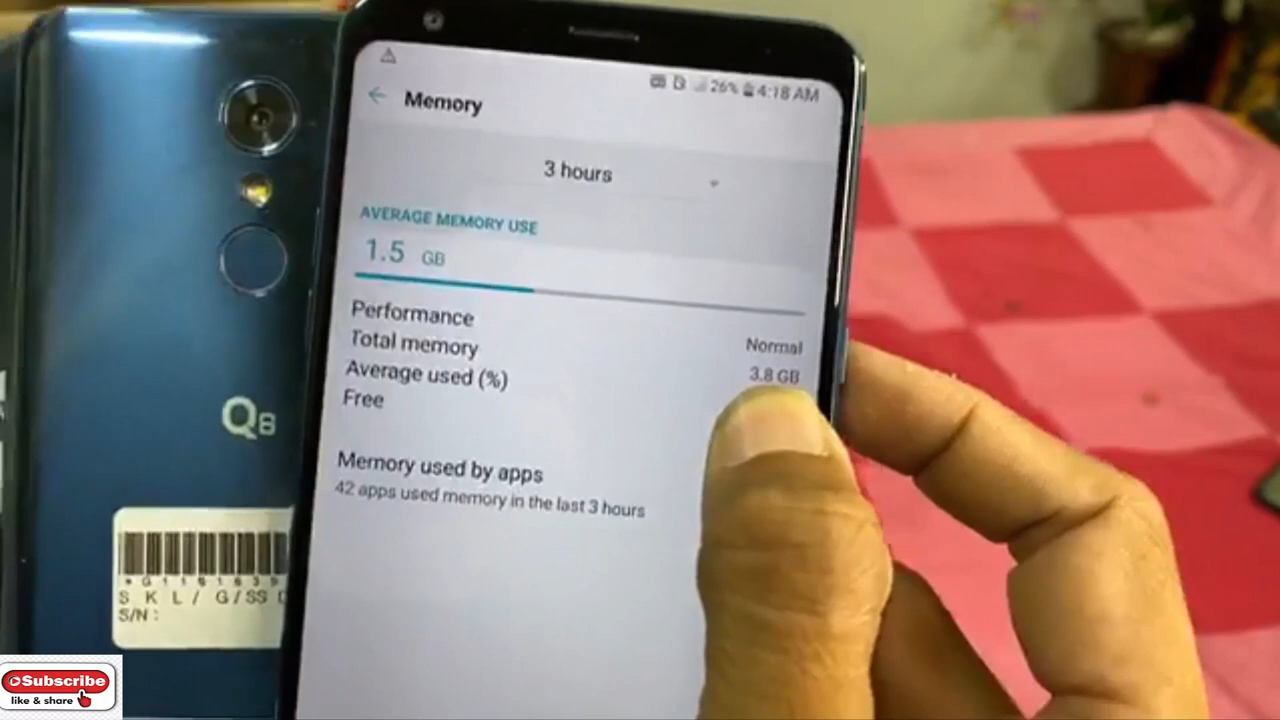 26% 4:18 AM
Memory
3 hours
AVERAGE MEMORY USE
1.5 GB
Performance Normal
Total memory 3.8 GB
Average used (%)
Free
Memory used by apps
42 apps used memory in the last 3 hours
Q8
S K L / G/SS
S/N :
Subscribe
like & share